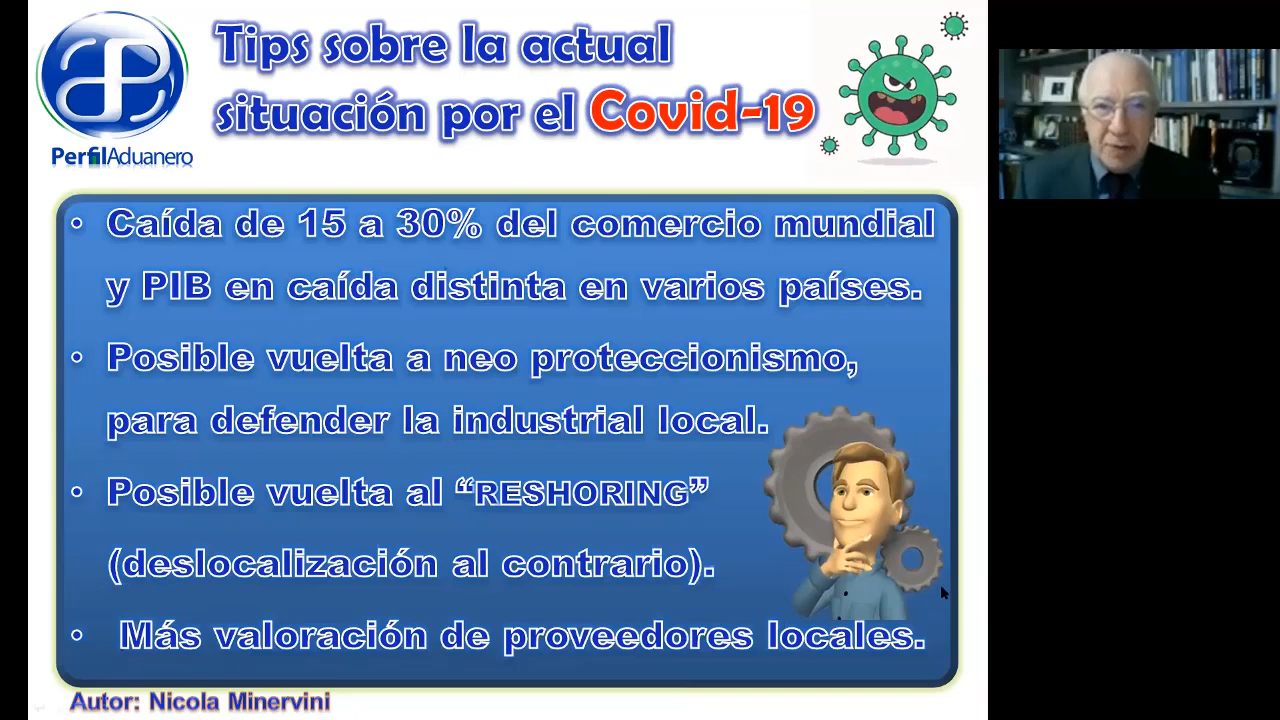 Tips sobre la actual
situación por el Covid-19
PerfilAduanero
• Caída de 15 a 30% del comercio mundial
y PIB en caída distinta en varios países.
• Posible vuelta a neo proteccionismo,
para defender la industrial local.
• Posible vuelta al “RESHORING”
(deslocalización al contrario).
• Más valoración de proveedores locales.
Autor: Nicola Minervini